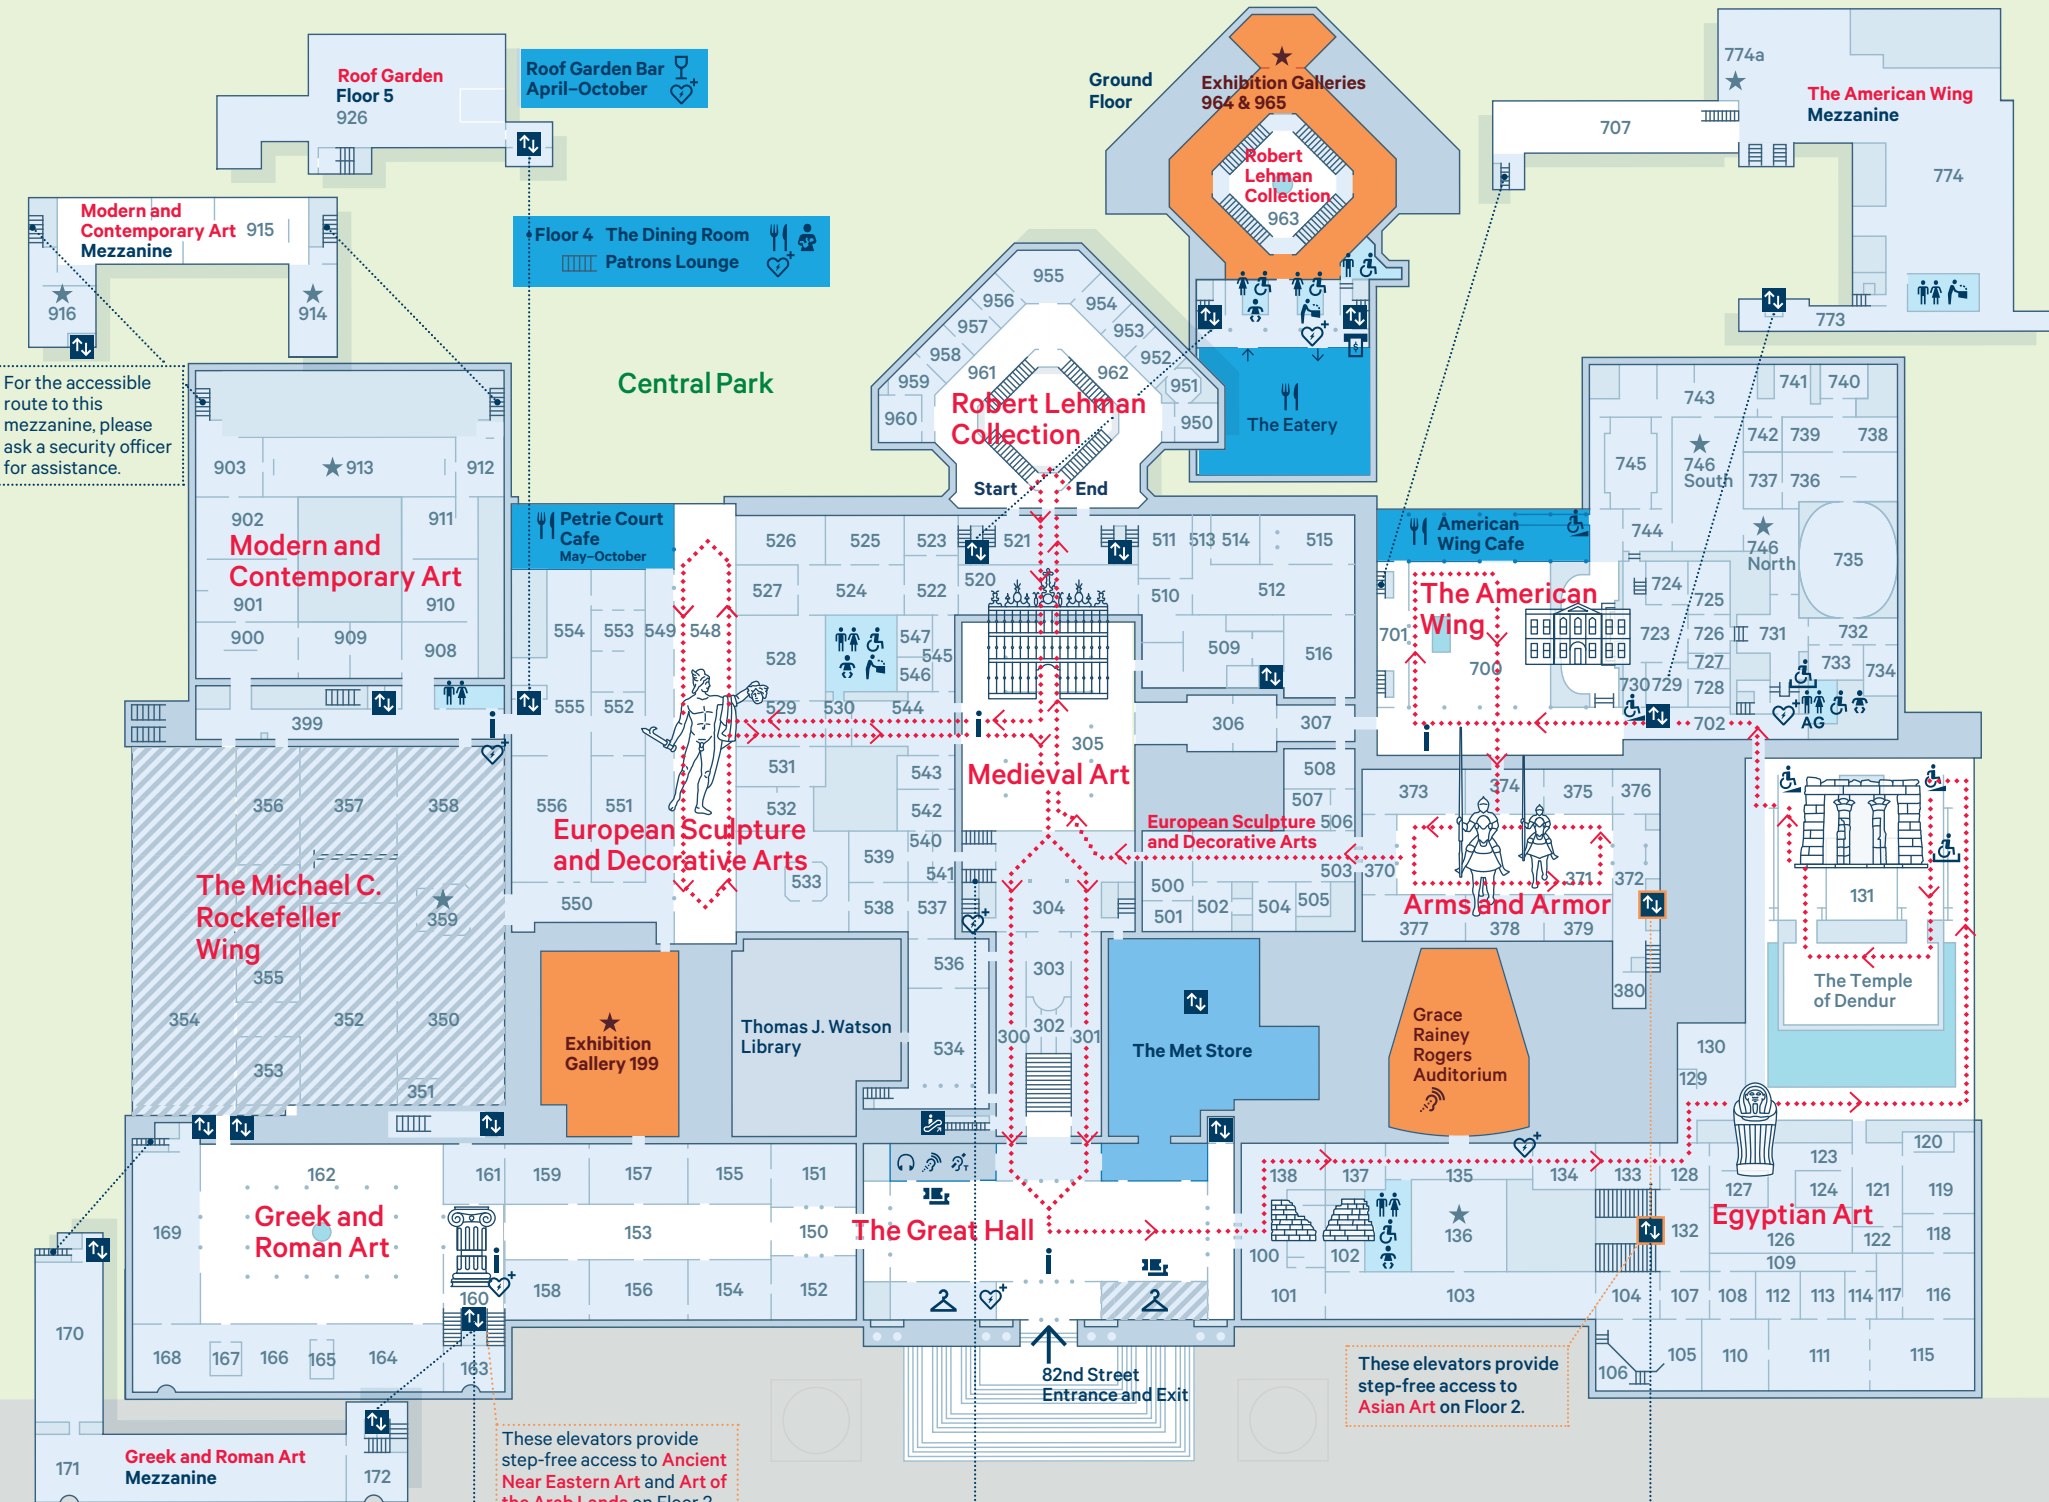 Roof Garden
Floor 5
926
Roof Garden Bar
April–October
Modern and
Contemporary Art
Mezzanine
915
916
914
Floor 4 The Dining Room
Patrons Lounge
For the accessible
route to this
mezzanine, please
ask a security officer
for assistance.
Central Park
Ground
Floor
Exhibition Galleries
964 & 965
Robert
Lehman
Collection
963
The Eatery
774a
The American Wing
Mezzanine
707
774
773
955
956
954
957
953
958
952
961
962
959
951
960
950
Robert Lehman
Collection
Start
End
903
913
912
902
911
Modern and
Contemporary Art
901
910
900
909
908
399
Petrie Court
Cafe
May–October
526
525
523
521
527
524
522
520
554
553
549
548
528
547
545
546
555
552
529
530
544
531
543
532
542
556
551
540
539
541
533
550
538
537
European Sculpture
and Decorative Arts
536
534
511
513
514
515
510
512
509
516
306
307
305
Medieval Art
508
507
506
European Sculpture
and Decorative Arts
503
500
501
502
504
505
304
303
302
300
301
American
Wing Cafe
The American
Wing
701
700
743
741
740
742
739
738
745
746
South
737
736
744
746
North
735
724
725
723
726
731
732
727
733
734
730
729
728
702
AG
373
374
375
376
370
371
372
Arms and Armor
377
378
379
380
131
The Temple
of Dendur
130
129
356
357
358
The Michael C.
Rockefeller
Wing
359
355
354
352
350
353
351
Exhibition
Gallery 199
Thomas J. Watson
Library
The Met Store
Grace
Rainey
Rogers
Auditorium
162
161
159
157
155
151
169
Greek and
Roman Art
153
150
160
158
156
154
152
168
167
166
165
164
163
170
171
172
Greek and Roman Art
Mezzanine
The Great Hall
82nd Street
Entrance and Exit
138
137
135
134
133
128
123
120
127
124
121
119
136
132
Egyptian Art
126
122
118
100
102
109
101
103
104
107
108
112
113
114
117
116
106
105
110
111
115
These elevators provide
step-free access to
Asian Art on Floor 2.
These elevators provide
step-free access to Ancient
Near Eastern Art and Art of
the Arab Lands on Floor 2.